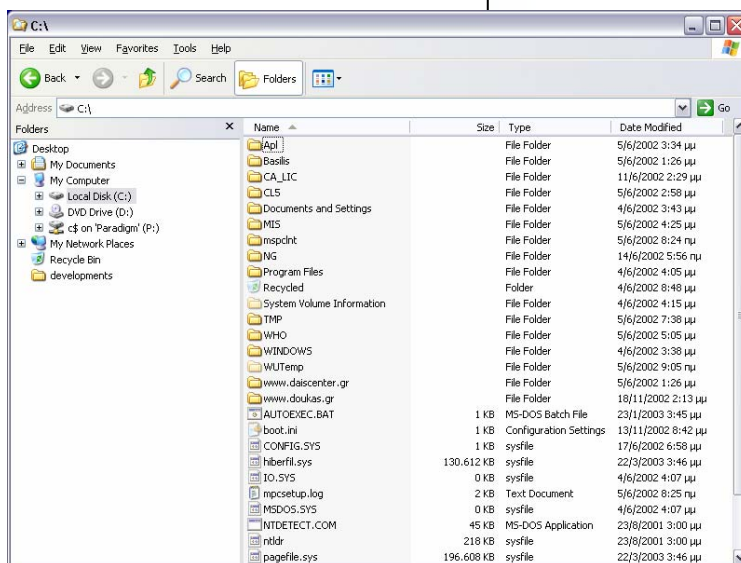 C:\
File Edit View Favorites Tools Help
Back Search Folders
Address C:\ Go
Folders x Name Size Type Date Modified
Desktop
My Documents
My Computer
Local Disk (C:)
DVD Drive (D:)
c$ on 'Paradigm' (P:)
My Network Places
Recycle Bin
developments
Apl File Folder 5/6/2002 3:34 μμ
Basilis File Folder 5/6/2002 1:26 μμ
CA_LIC File Folder 11/6/2002 2:29 μμ
CL5 File Folder 5/6/2002 2:58 μμ
Documents and Settings File Folder 4/6/2002 3:43 μμ
MIS File Folder 5/6/2002 4:25 μμ
mspclnt File Folder 5/6/2002 8:24 πμ
NG File Folder 14/6/2002 5:56 πμ
Program Files File Folder 4/6/2002 4:05 μμ
Recycled Folder 4/6/2002 8:48 μμ
System Volume Information File Folder 4/6/2002 4:15 μμ
TMP File Folder 5/6/2002 7:38 μμ
WHO File Folder 5/6/2002 5:05 μμ
WINDOWS File Folder 4/6/2002 3:38 μμ
WUTemp File Folder 5/6/2002 9:05 πμ
www.daiscenter.gr File Folder 5/6/2002 1:26 μμ
www.doukas.gr File Folder 18/11/2002 2:13 μμ
AUTOEXEC.BAT 1 KB MS-DOS Batch File 23/1/2003 3:45 μμ
boot.ini 1 KB Configuration Settings 13/11/2002 8:42 μμ
CONFIG.SYS 1 KB sysfile 17/6/2002 6:58 μμ
hiberfil.sys 130.612 KB sysfile 22/3/2003 3:46 μμ
IO.SYS 0 KB sysfile 4/6/2002 4:07 μμ
mpcsetup.log 2 KB Text Document 5/6/2002 8:25 πμ
MSDOS.SYS 0 KB sysfile 4/6/2002 4:07 μμ
NTDETECT.COM 45 KB MS-DOS Application 23/8/2001 3:00 μμ
ntldr 218 KB sysfile 23/8/2001 3:00 μμ
pagefile.sys 196.608 KB sysfile 22/3/2003 3:46 μμ